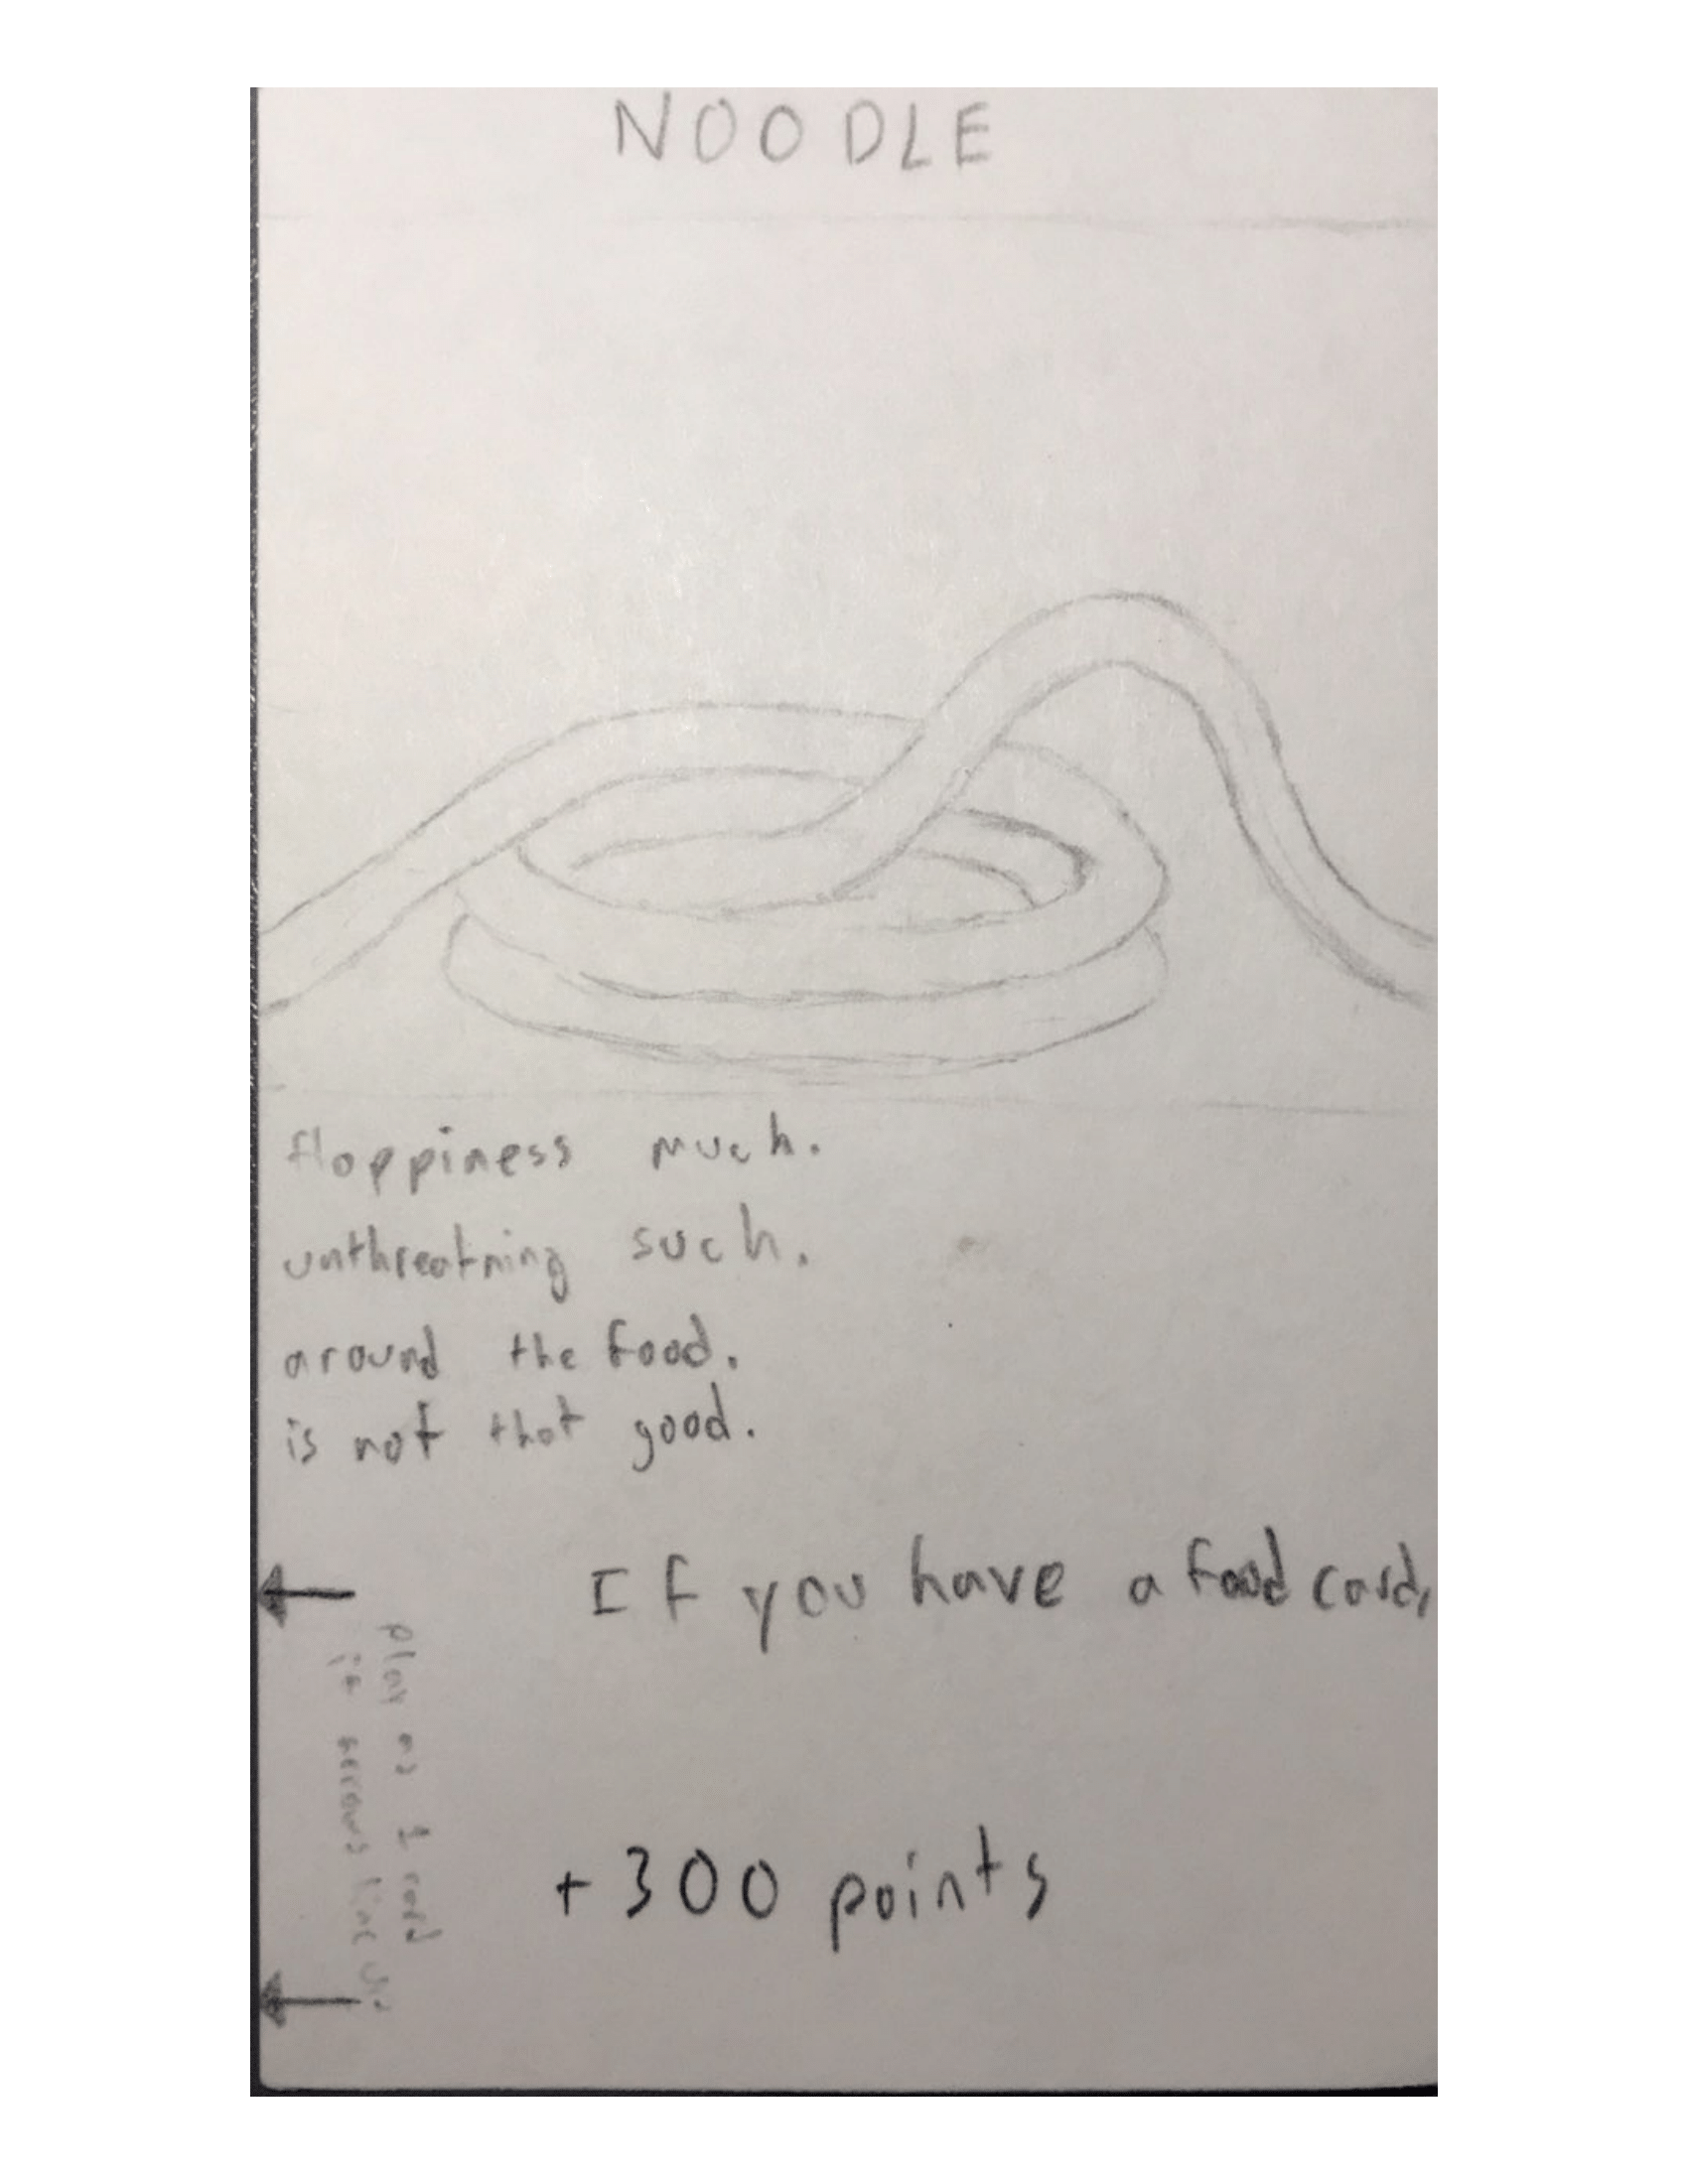 NOODLE
floppiness much.
unthreatning such.
around the food.
is not that good.
If you have a food card,
play as 1 card
if arrows line up
+300 points